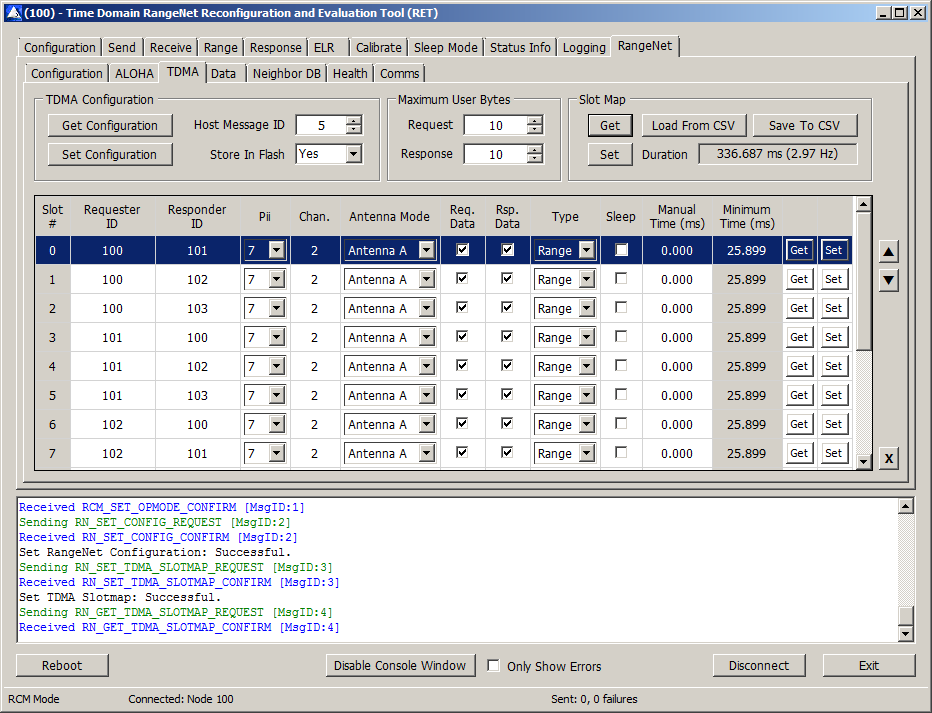 (100) - Time Domain RangeNet Reconfiguration and Evaluation Tool (RET)
Configuration Send Receive Range Response ELR Calibrate Sleep Mode Status Info Logging RangeNet
Configuration ALOHA TDMA Data Neighbor DB Health Comms
TDMA Configuration Maximum User Bytes Slot Map
Get Configuration Host Message ID 5 Request 10 Get Load From CSV Save To CSV
Set Configuration Store In Flash Yes Response 10 Set Duration 336.687 ms (2.97 Hz)
Slot Requester Responder Pii Chan. Antenna Mode Req. Rsp. Type Sleep Manual Minimum
# ID ID Data Data Time (ms) Time (ms)
0 100 101 7 2 Antenna A Range 0.000 25.899 Get Set
1 100 102 7 2 Antenna A Range 0.000 25.899 Get Set
2 100 103 7 2 Antenna A Range 0.000 25.899 Get Set
3 101 100 7 2 Antenna A Range 0.000 25.899 Get Set
4 101 102 7 2 Antenna A Range 0.000 25.899 Get Set
5 101 103 7 2 Antenna A Range 0.000 25.899 Get Set
6 102 100 7 2 Antenna A Range 0.000 25.899 Get Set
7 102 101 7 2 Antenna A Range 0.000 25.899 Get Set
X
Received RCM_SET_OPMODE_CONFIRM [MsgID:1]
Sending RN_SET_CONFIG_REQUEST [MsgID:2]
Received RN_SET_CONFIG_CONFIRM [MsgID:2]
Set RangeNet Configuration: Successful.
Sending RN_SET_TDMA_SLOTMAP_REQUEST [MsgID:3]
Received RN_SET_TDMA_SLOTMAP_CONFIRM [MsgID:3]
Set TDMA Slotmap: Successful.
Sending RN_GET_TDMA_SLOTMAP_REQUEST [MsgID:4]
Received RN_GET_TDMA_SLOTMAP_CONFIRM [MsgID:4]
Reboot Disable Console Window Only Show Errors Disconnect Exit
RCM Mode Connected: Node 100 Sent: 0, 0 failures